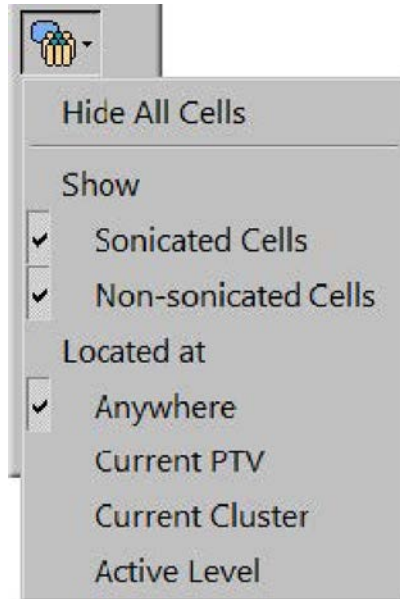 Hide All Cells
Show
Sonicated Cells
Non-sonicated Cells
Located at
Anywhere
Current PTV
Current Cluster
Active Level